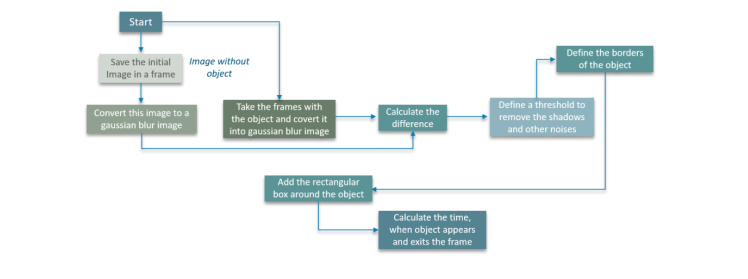 Start
Save the initial
Image in a frame
Image without
object
Convert this image to a
gaussian blur image
Take the frames with
the object and covert it
into gaussian blur image
Calculate the
difference
Define a threshold to
remove the shadows
and other noises
Define the borders
of the object
Add the rectangular
box around the object
Calculate the time,
when object appears
and exits the frame